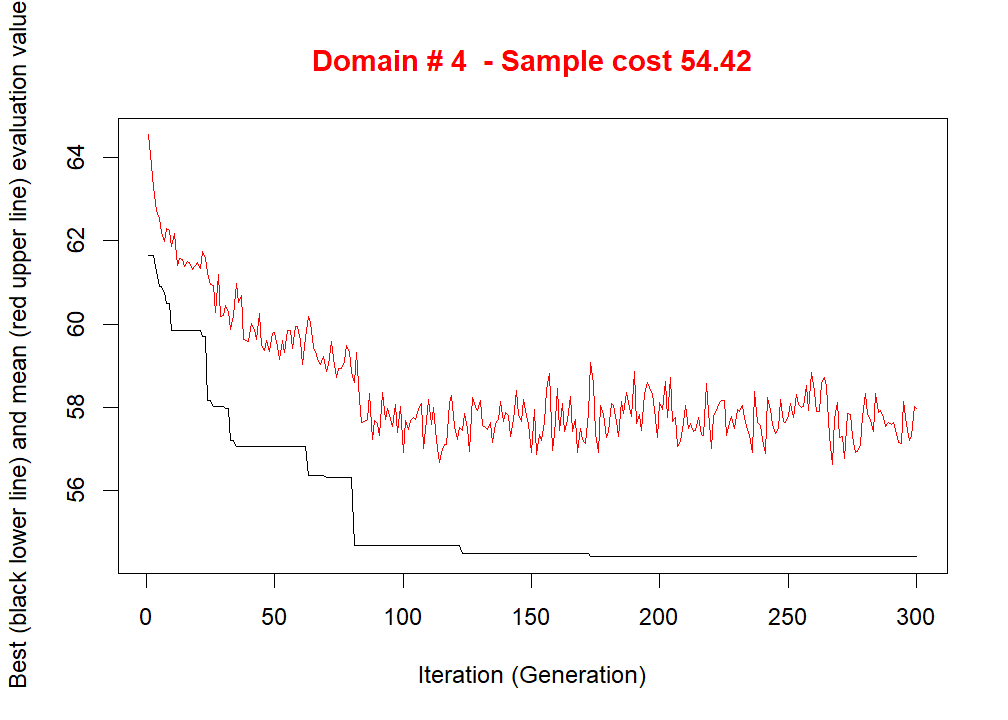 Domain # 4  - Sample cost 54.42
Best (black lower line) and mean (red upper line) evaluation value
64
62
60
58
56
0 50 100 150 200 250 300
Iteration (Generation)